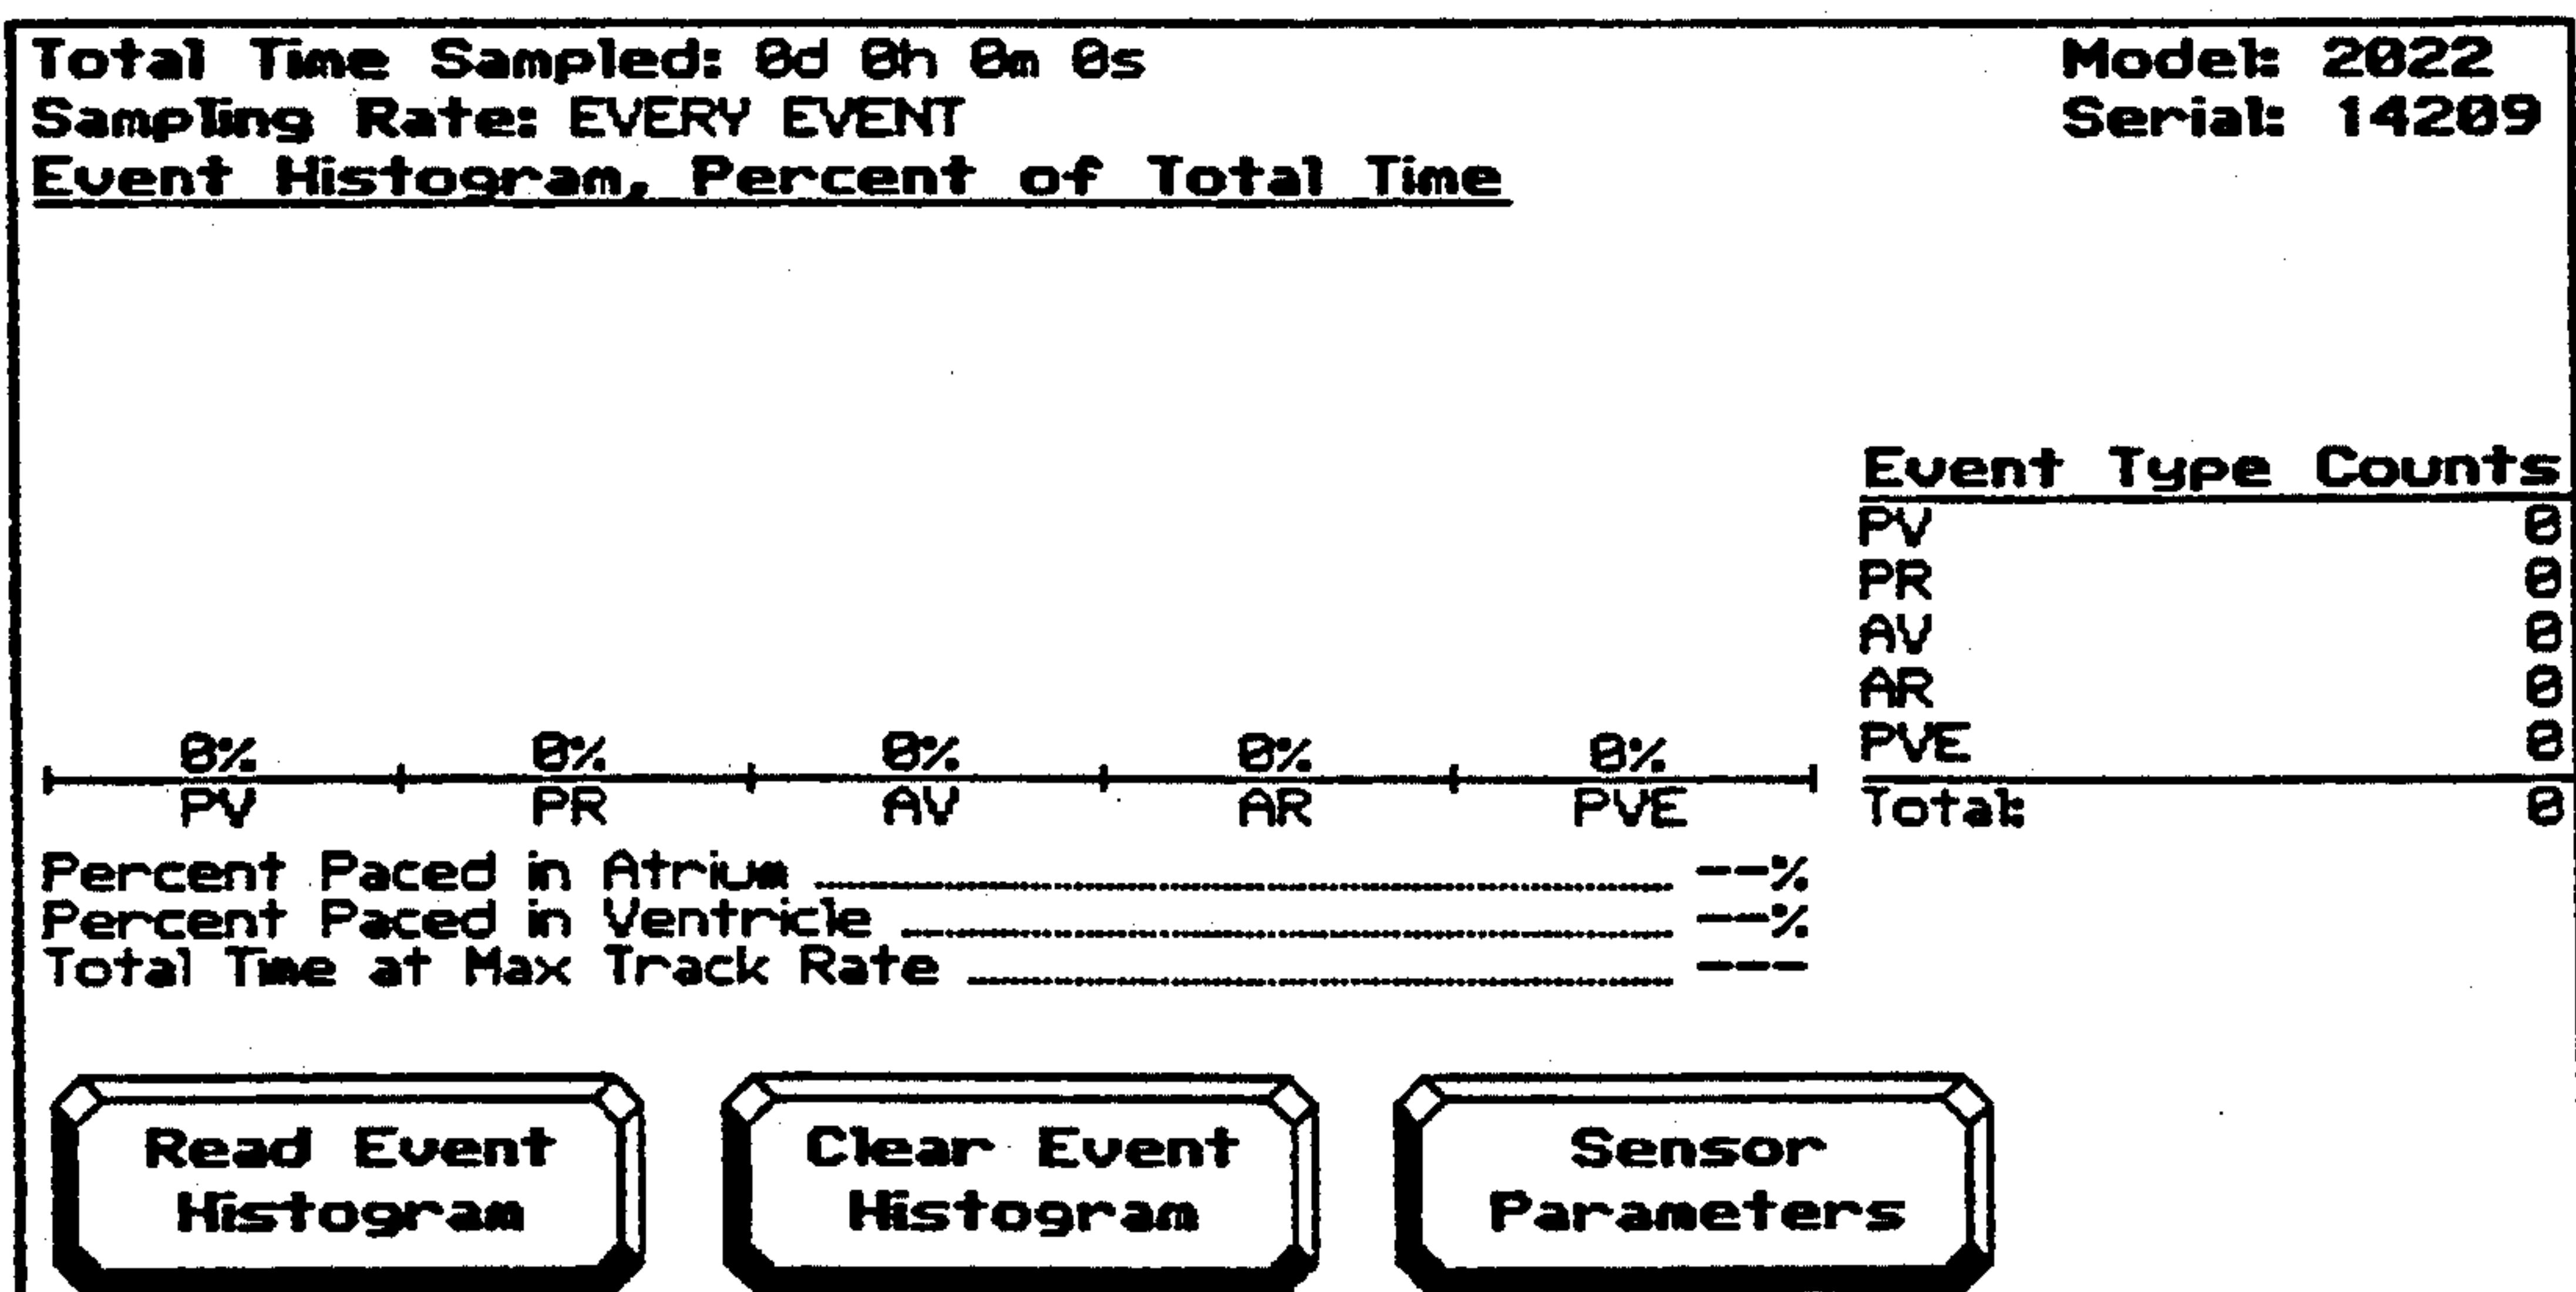 Total Time Sampled: 0d 0h 0m 0s
Model: 2022
Sampling Rate: EVERY EVENT
Serial: 14209
Event Histogram, Percent of Total Time
Event Type Counts
PV 0
PR 0
AV 0
AR 0
PVE 0
Total: 0
0% 0% 0% 0% 0%
PV PR AV AR PVE
Percent Paced in Atrium --%
Percent Paced in Ventricle --%
Total Time at Max Track Rate ---
Read Event
Histogram
Clear Event
Histogram
Sensor
Parameters